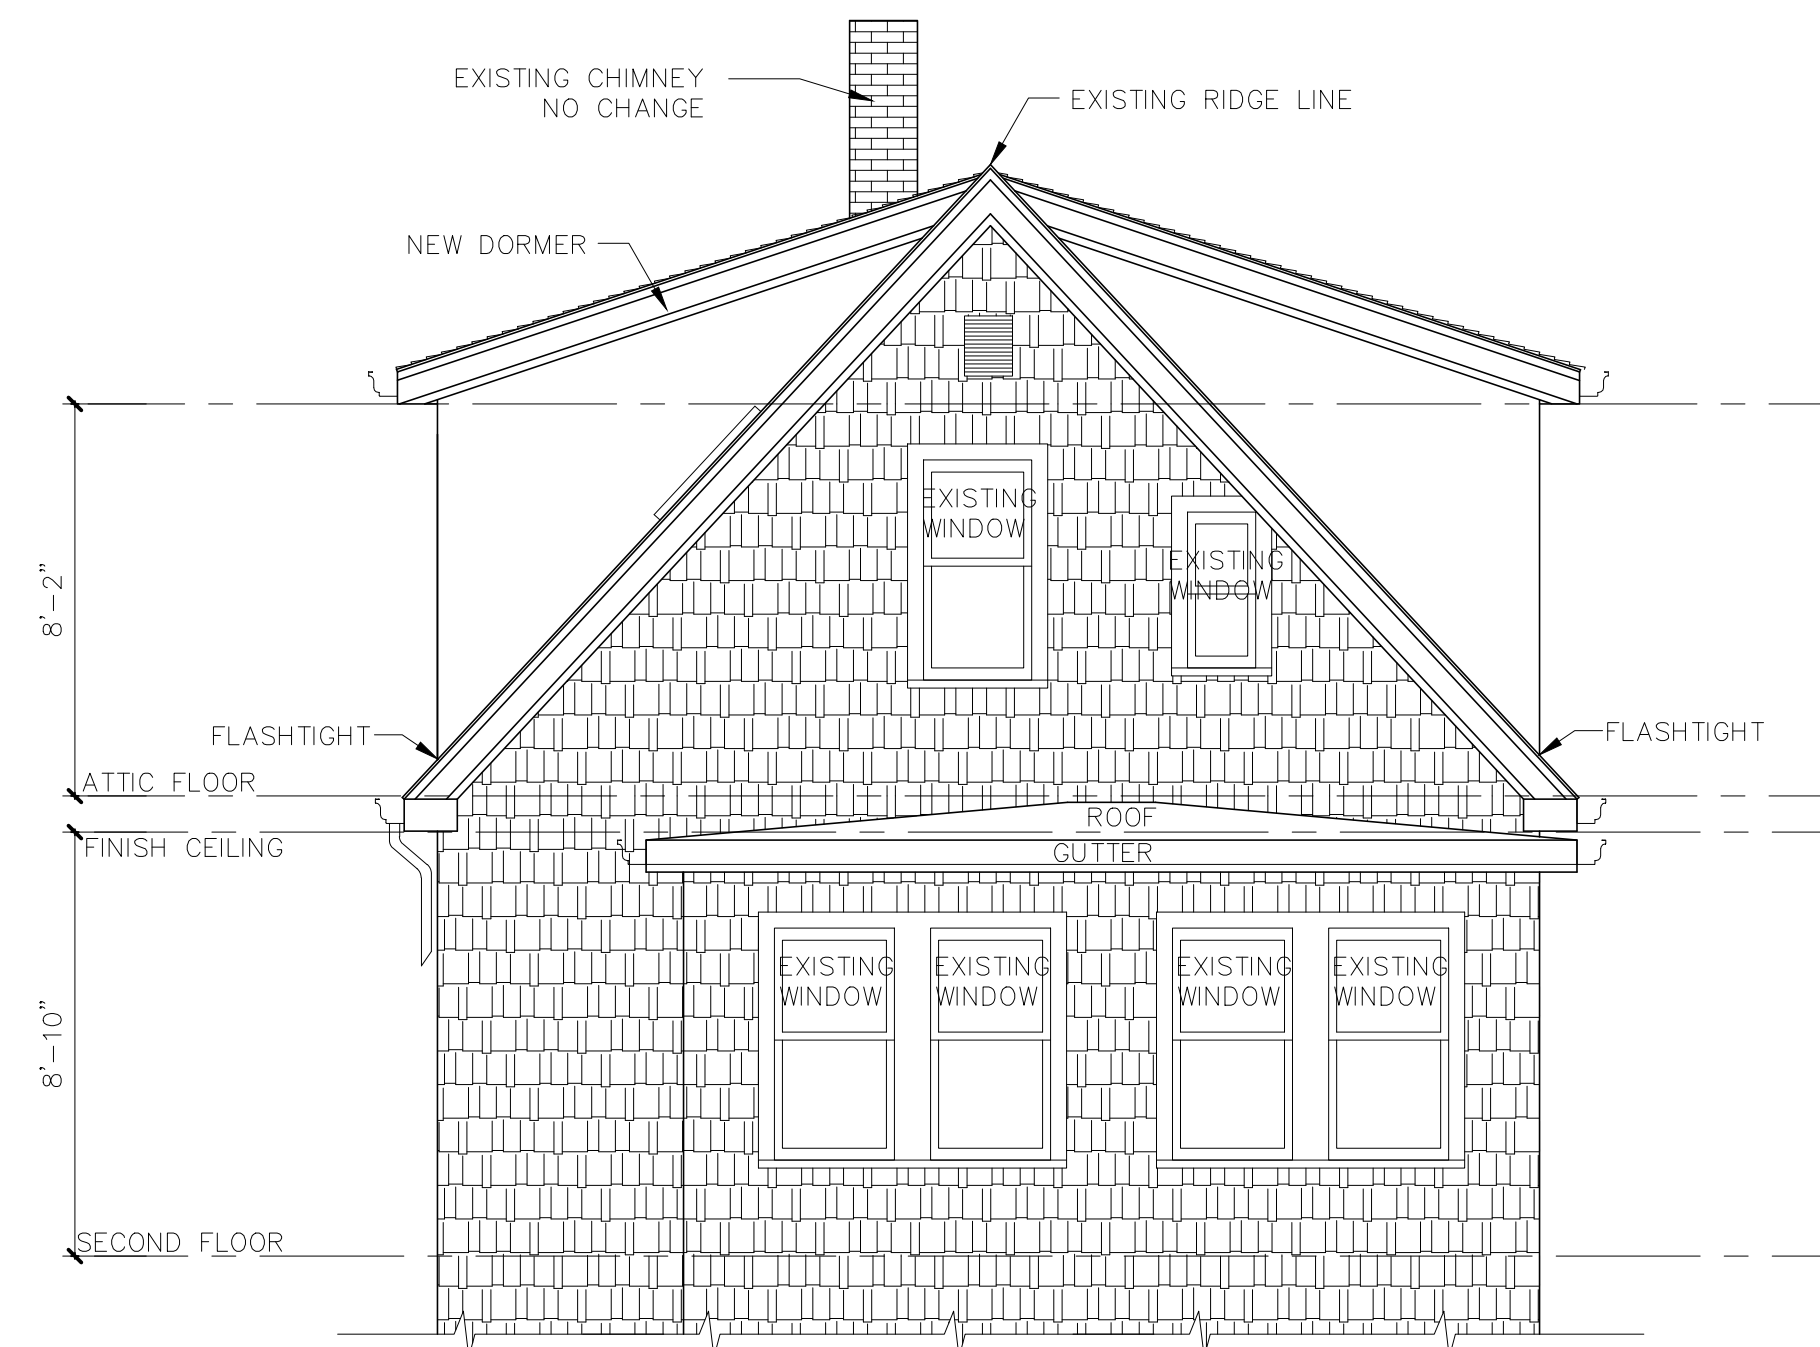 EXISTING CHIMNEY
NO CHANGE
EXISTING RIDGE LINE
NEW DORMER
EXISTING
WINDOW
EXISTING
WINDOW
8'-2"
FLASHTIGHT
FLASHTIGHT
ATTIC FLOOR
ROOF
FINISH CEILING
GUTTER
EXISTING
WINDOW
EXISTING
WINDOW
EXISTING
WINDOW
EXISTING
WINDOW
8'-10"
SECOND FLOOR